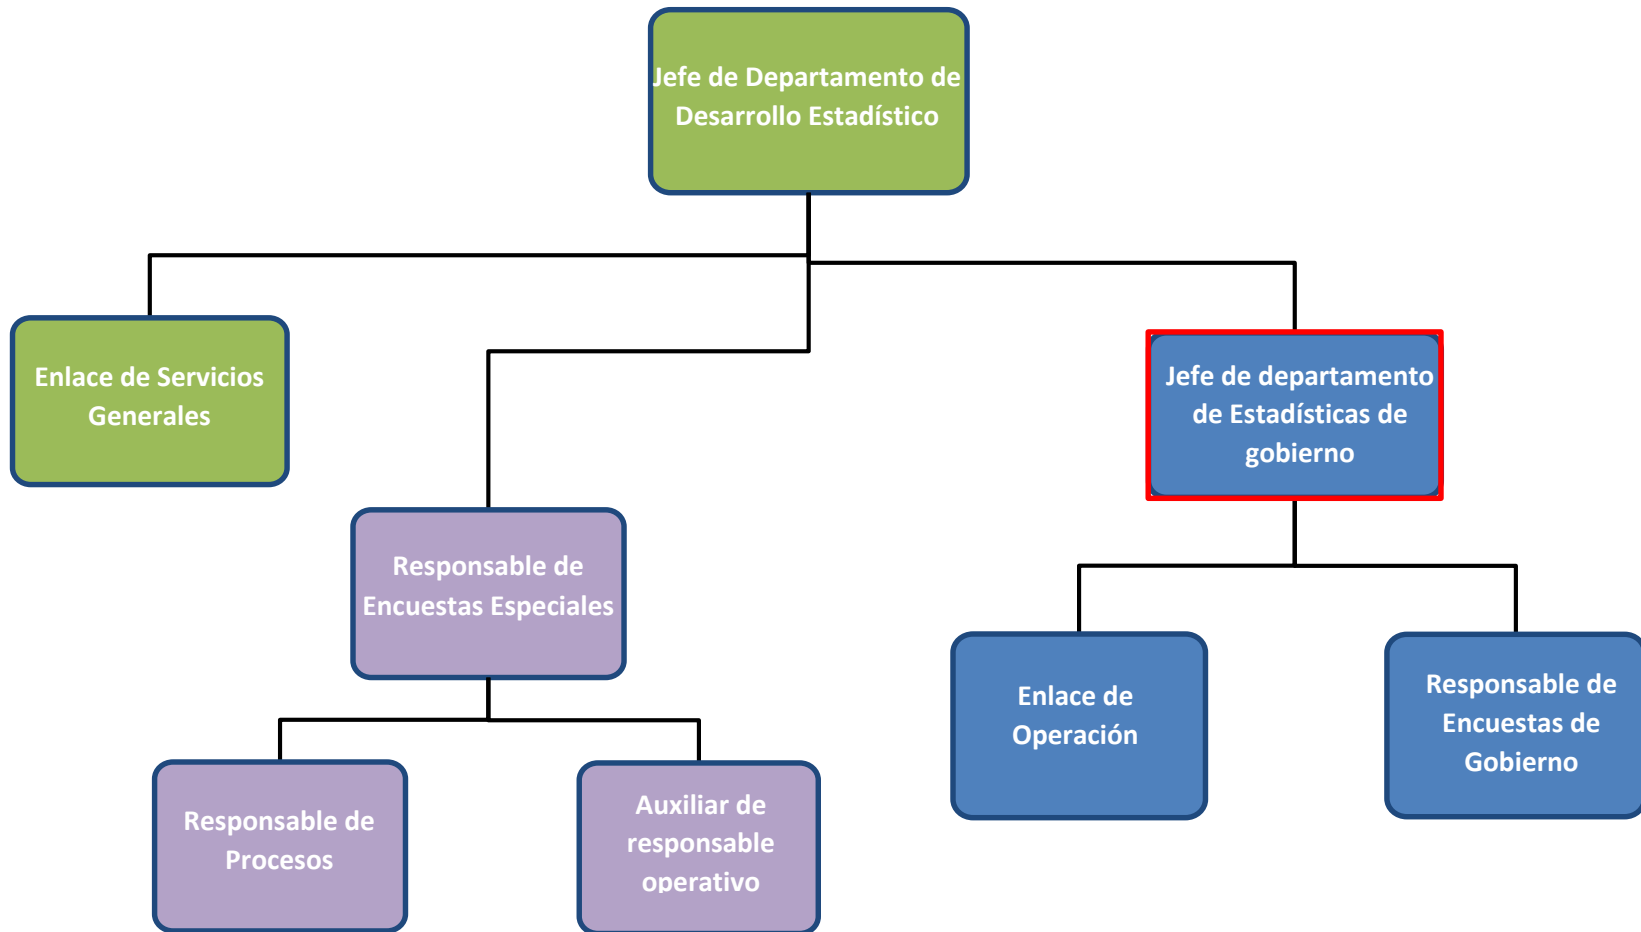 Jefe de Departamento de
Desarrollo Estadístico
Enlace de Servicios
Generales
Jefe de departamento
de Estadísticas de
gobierno
Responsable de
Encuestas Especiales
Enlace de
Operación
Responsable de
Encuestas de
Gobierno
Responsable de
Procesos
Auxiliar de
responsable
operativo